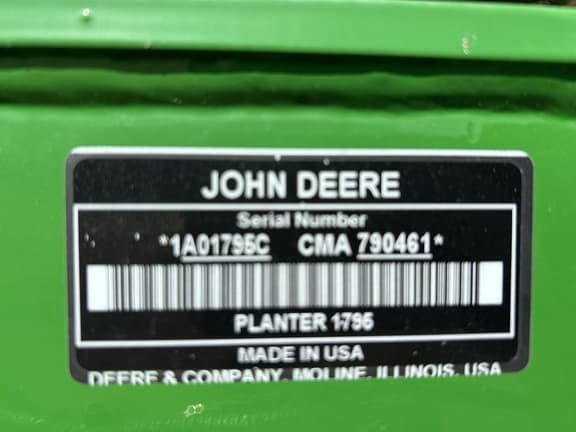 JOHN DEERE
Serial Number
*1A01795C CMA 790461*
PLANTER 1795
MADE IN USA
DEERE & COMPANY, MOLINE, ILLINOIS, USA